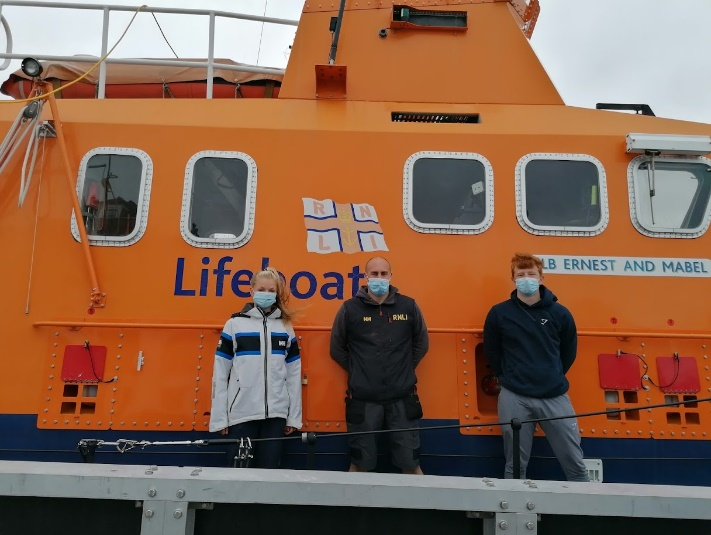 R N
L I
Lifeboat
LB ERNEST AND MABEL
RNLI